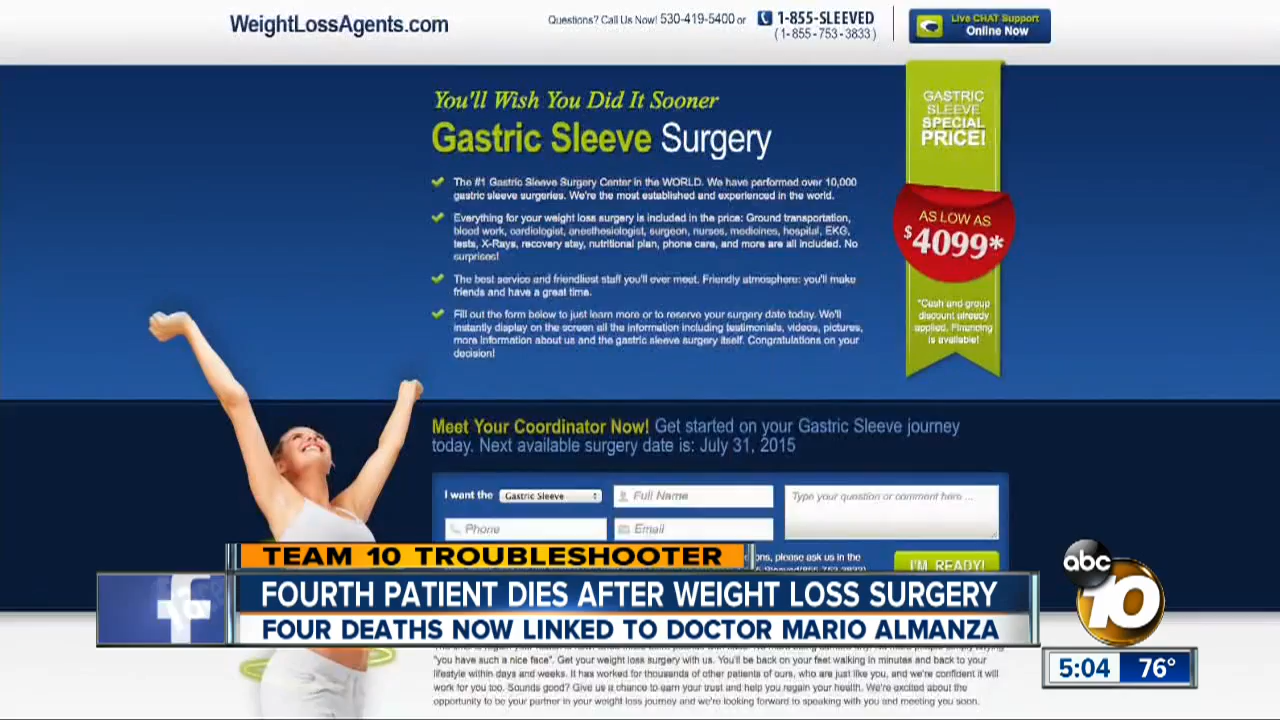 WeightLossAgents.com
Questions? Call Us Now! 530-419-5400 or
1-855-SLEEVED
(1-855-753-3833)
Live CHAT Support
Online Now
You'll Wish You Did It Sooner
Gastric Sleeve Surgery
The #1 Gastric Sleeve Surgery Center in the WORLD. We have performed over 10,000
gastric sleeve surgeries. We're the most established and experienced in the world.
Everything for your weight loss surgery is included in the price: Ground transportation,
blood work, cardiologist, anesthesiologist, surgeon, nurses, medicines, hospital, EKG,
tests, X-Rays, recovery stay, nutritional plan, phone care, and more are all included. No
surprises!
The best service and friendliest staff you'll ever meet. Friendly atmosphere: you'll make
friends and have a great time.
Fill out the form below to just learn more or to reserve your surgery date today. We'll
instantly display on the screen all the information including testimonials, videos, pictures,
more information about us and the gastric sleeve surgery itself. Congratulations on your
decision!
GASTRIC
SLEEVE
SPECIAL
PRICE!
AS LOW AS
$4099*
*Cash and group
discount already
applied. Financing
is available!
Meet Your Coordinator Now! Get started on your Gastric Sleeve journey
today. Next available surgery date is: July 31, 2015
I want the Gastric Sleeve
Full Name
Type your question or comment here ...
Phone
Email
ons, please ask us in the
I'M READY!
TEAM 10 TROUBLESHOOTER
f
FOURTH PATIENT DIES AFTER WEIGHT LOSS SURGERY
FOUR DEATHS NOW LINKED TO DOCTOR MARIO ALMANZA
abc
10
5:04 76°
"you have such a nice face". Get your weight loss surgery with us. You'll be back on your feet walking in minutes and back to your
lifestyle within days and weeks. It has worked for thousands of other patients of ours, who are just like you, and we're confident it will
work for you too. Sounds good? Give us a chance to earn your trust and help you regain your health. We're excited about the
opportunity to be your partner in your weight loss journey and we're looking forward to speaking with you and meeting you soon.